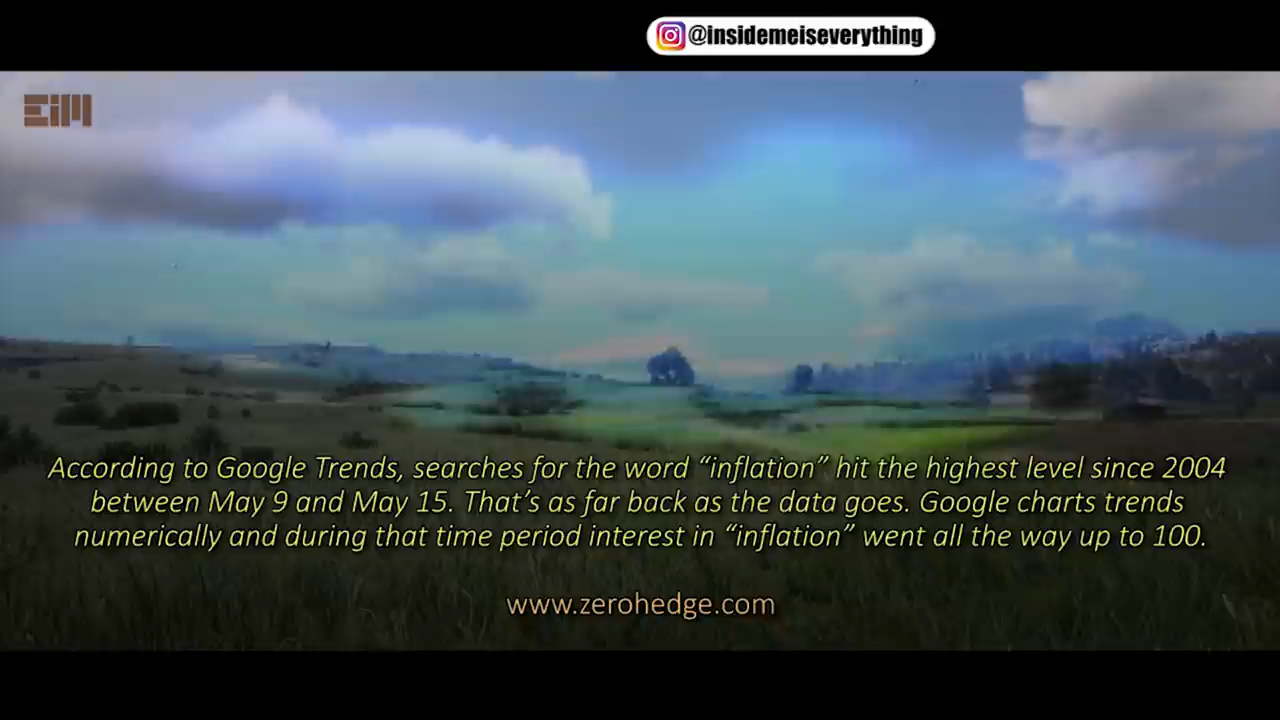 @insidemeiseverything
EiM
According to Google Trends, searches for the word “inflation” hit the highest level since 2004
between May 9 and May 15. That’s as far back as the data goes. Google charts trends
numerically and during that time period interest in “inflation” went all the way up to 100.
www.zerohedge.com